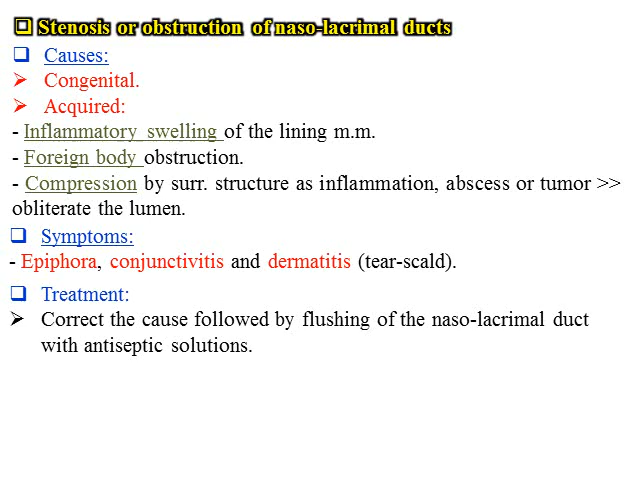 ❑ Stenosis or obstruction of naso-lacrimal ducts
❑ Causes:
➢ Congenital.
➢ Acquired:
- Inflammatory swelling of the lining m.m.
- Foreign body obstruction.
- Compression by surr. structure as inflammation, abscess or tumor >>
obliterate the lumen.
❑ Symptoms:
- Epiphora, conjunctivitis and dermatitis (tear-scald).
❑ Treatment:
➢ Correct the cause followed by flushing of the naso-lacrimal duct
with antiseptic solutions.